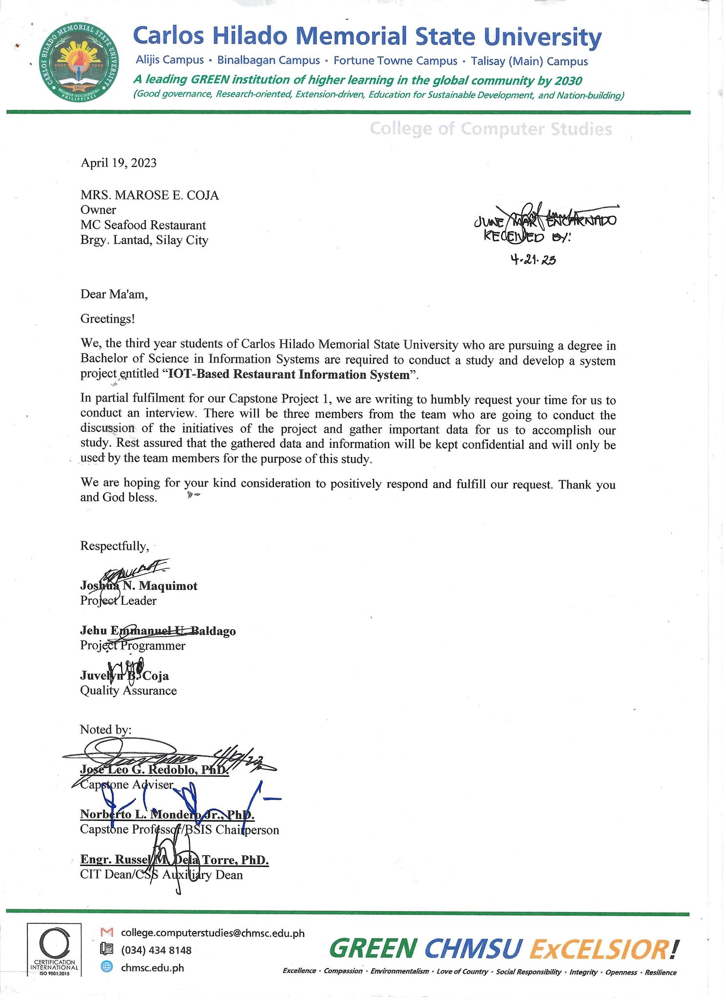 CARLOS HILADO MEMORIAL STATE UNIVERSITY
1954
NEGROS OCCIDENTAL
PHILIPPINES
Carlos Hilado Memorial State University
Alijis Campus • Binalbagan Campus • Fortune Towne Campus • Talisay (Main) Campus
A leading GREEN institution of higher learning in the global community by 2030
(Good governance, Research-oriented, Extension-driven, Education for Sustainable Development, and Nation-building)
College of Computer Studies
April 19, 2023
MRS. MAROSE E. COJA
Owner
MC Seafood Restaurant
Brgy. Lantad, Silay City
JUNE MAR ENCARNADO
RECEIVED BY:
4-21-23
Dear Ma'am,
Greetings!
We, the third year students of Carlos Hilado Memorial State University who are pursuing a degree in
Bachelor of Science in Information Systems are required to conduct a study and develop a system
project entitled “IOT-Based Restaurant Information System”.
In partial fulfilment for our Capstone Project 1, we are writing to humbly request your time for us to
conduct an interview. There will be three members from the team who are going to conduct the
discussion of the initiatives of the project and gather important data for us to accomplish our
study. Rest assured that the gathered data and information will be kept confidential and will only be
used by the team members for the purpose of this study.
We are hoping for your kind consideration to positively respond and fulfill our request. Thank you
and God bless.
Respectfully,
Joshua N. Maquimot
Project Leader
Jehu Emmanuel U. Baldago
Project Programmer
Juvelyn B. Coja
Quality Assurance
Noted by:
4/19/23
Jose Leo G. Redoblo, PhD.
Capstone Adviser
Norberto L. Mondero Jr., PhD.
Capstone Professor/BSIS Chairperson
Engr. Russel M. Dela Torre, PhD.
CIT Dean/CSS Auxiliary Dean
CERTIFICATION
INTERNATIONAL
ISO 9001:2015
college.computerstudies@chmsc.edu.ph
(034) 434 8148
chmsc.edu.ph
GREEN CHMSU ExCELSIOR!
Excellence • Compassion • Environmentalism • Love of Country • Social Responsibility • Integrity • Openness • Resilience